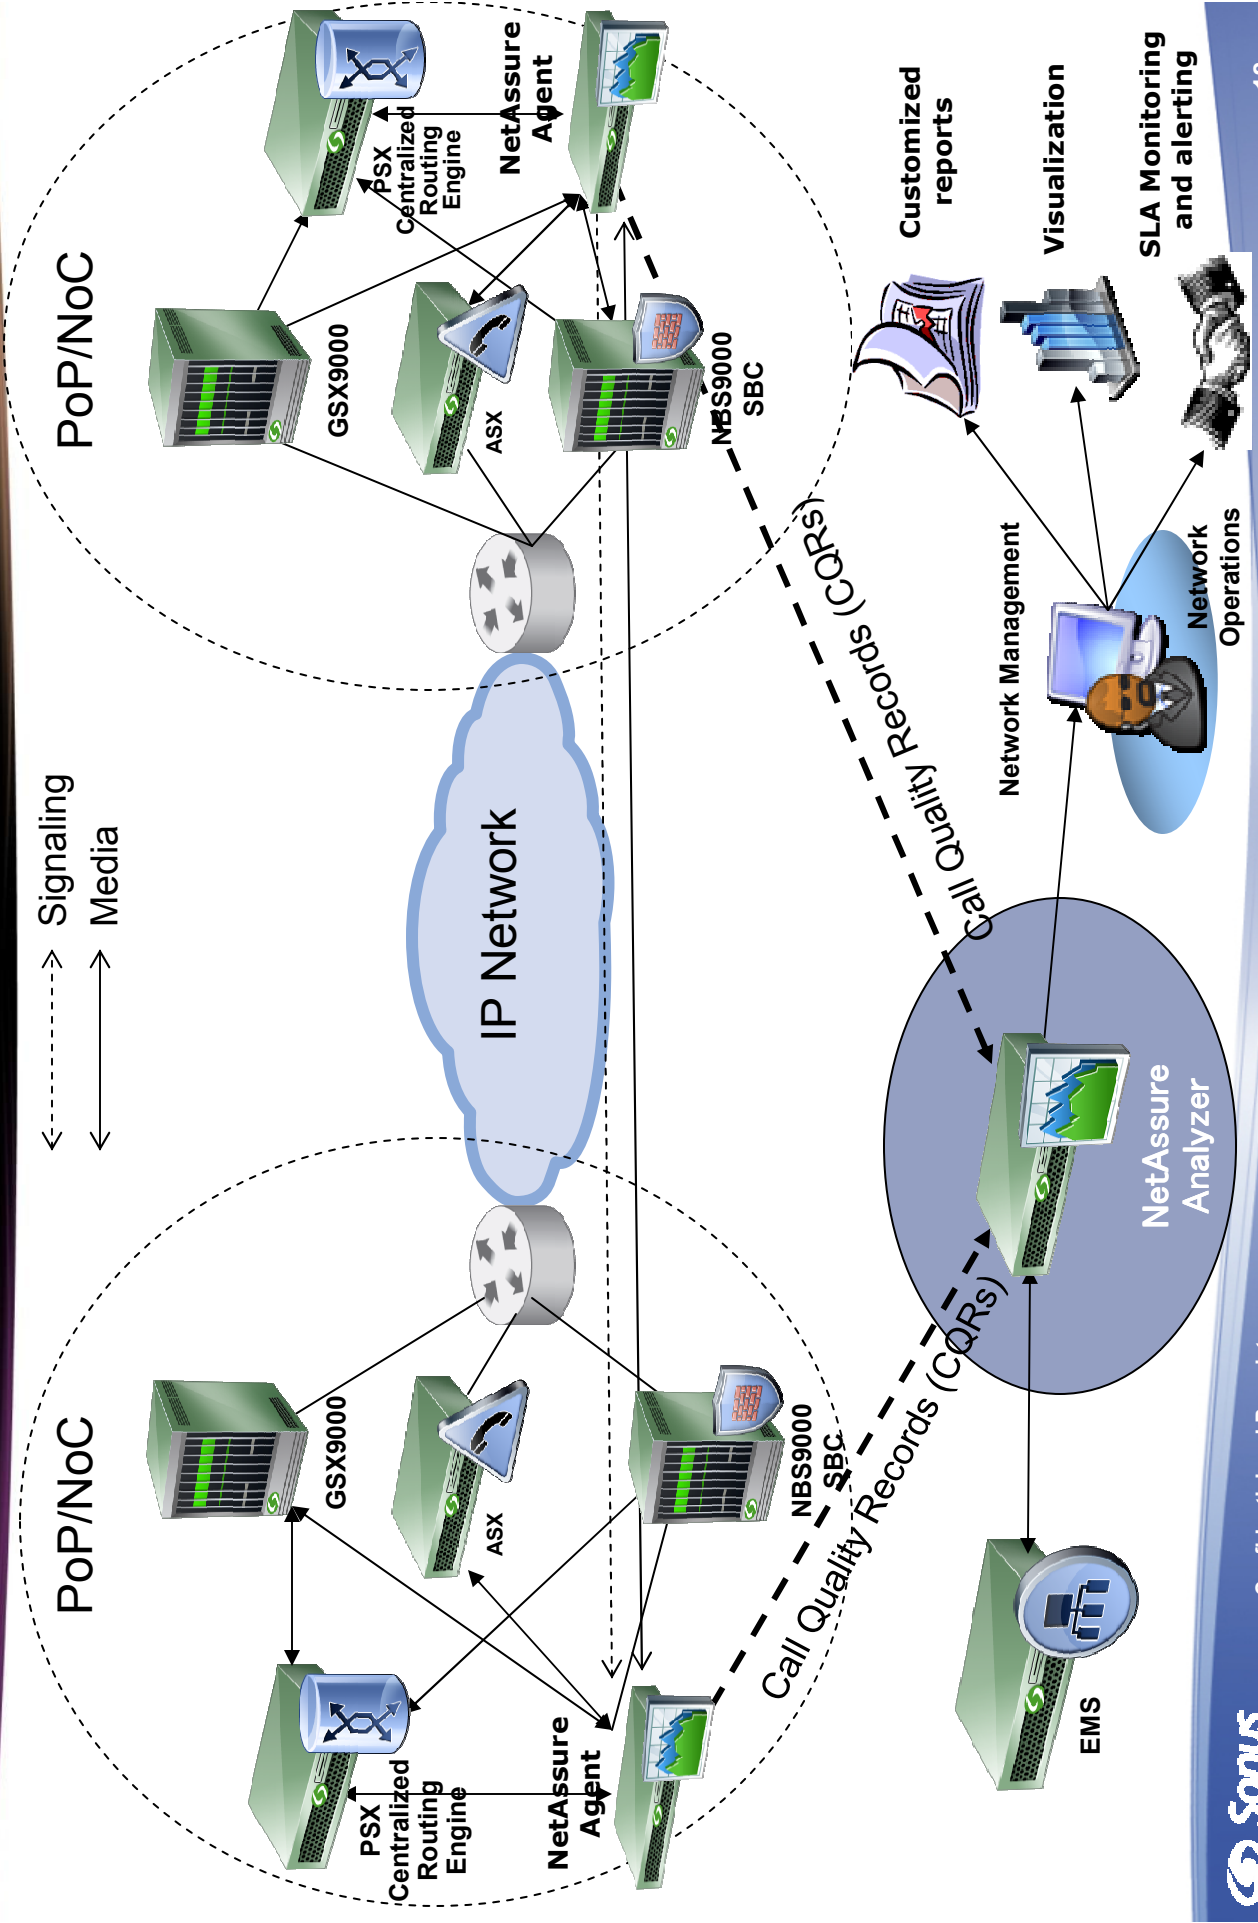 PoP/NoC
PoP/NoC
Signaling
Media
GSX9000
GSX9000
PSX
Centralized
Routing
Engine
PSX
Centralized
Routing
Engine
ASX
ASX
IP Network
NetAssure
Agent
NetAssure
Agent
NBS9000
SBC
NBS9000
SBC
Call Quality Records (CQRs)
Call Quality Records (CQRs)
Customized
reports
Network Management
Visualization
EMS
NetAssure
Analyzer
Network
Operations
SLA Monitoring
and alerting
Sonus